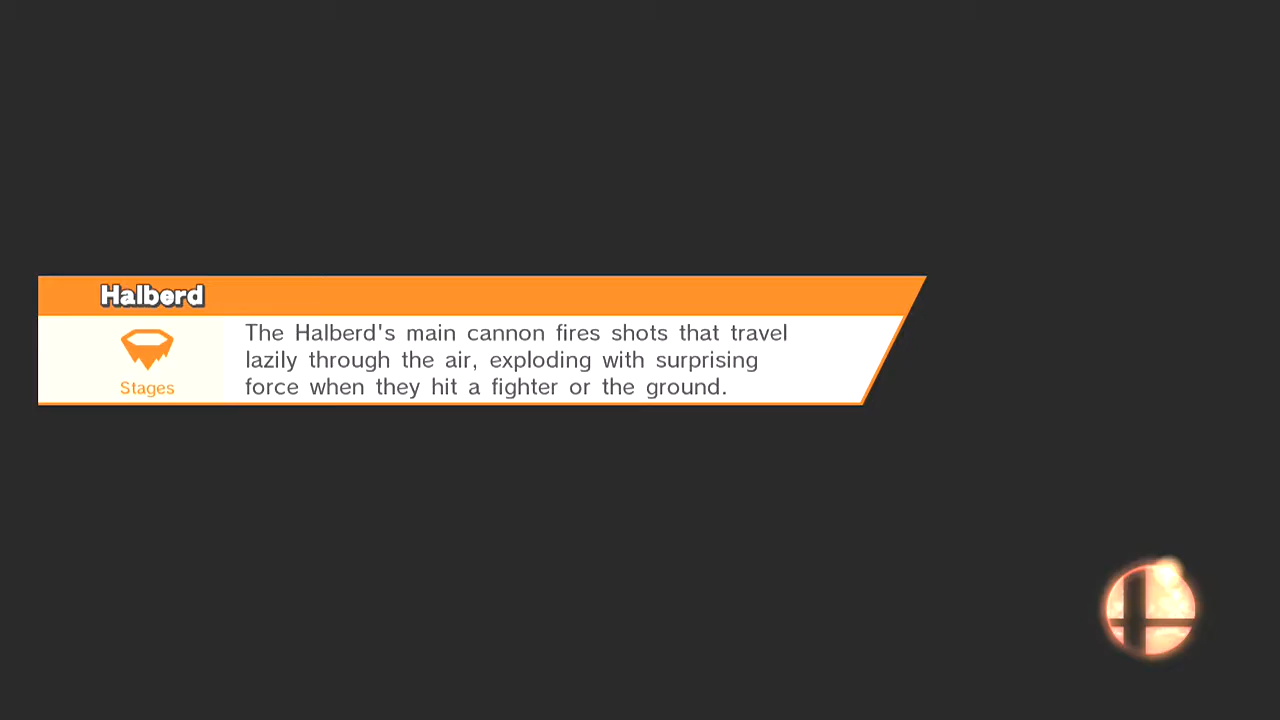 Halberd
Stages
The Halberd's main cannon fires shots that travel
lazily through the air, exploding with surprising
force when they hit a fighter or the ground.